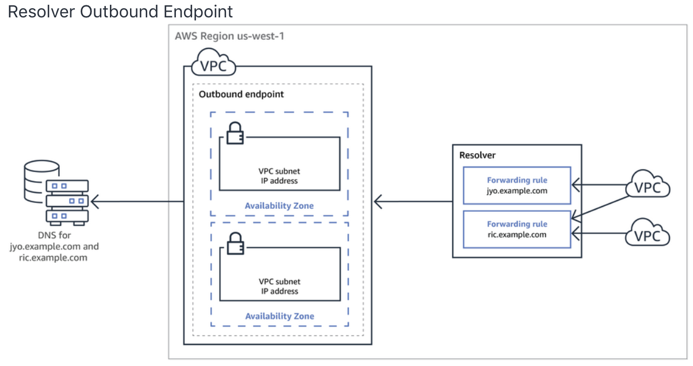 Resolver Outbound Endpoint
AWS Region us-west-1
VPC
Outbound endpoint
VPC subnet
IP address
Availability Zone
VPC subnet
IP address
Availability Zone
Resolver
Forwarding rule
jyo.example.com
Forwarding rule
ric.example.com
VPC
VPC
DNS for
jyo.example.com and
ric.example.com